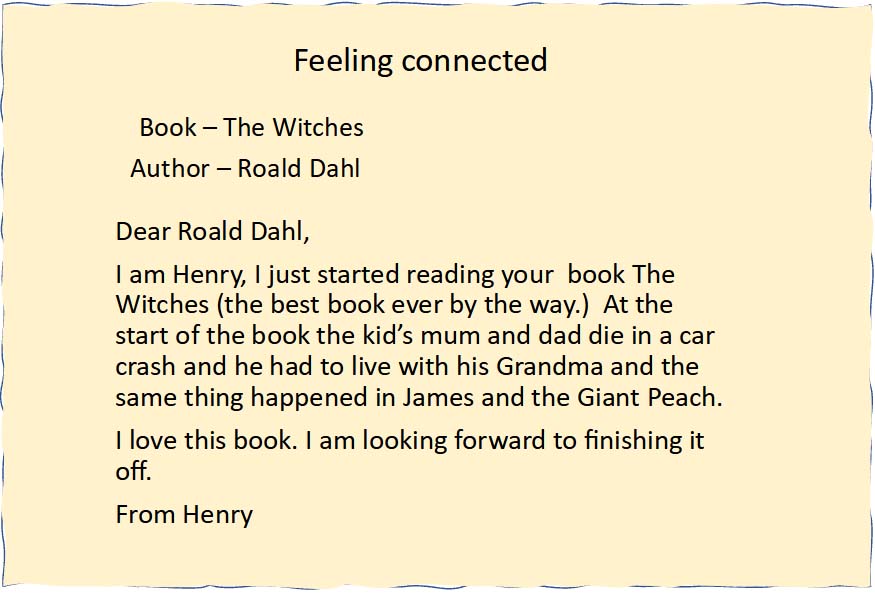 Feeling connected
Book – The Witches
Author – Roald Dahl
Dear Roald Dahl,
I am Henry, I just started reading your  book The
Witches (the best book ever by the way.)  At the
start of the book the kid’s mum and dad die in a car
crash and he had to live with his Grandma and the
same thing happened in James and the Giant Peach.
I love this book. I am looking forward to finishing it
off.
From Henry